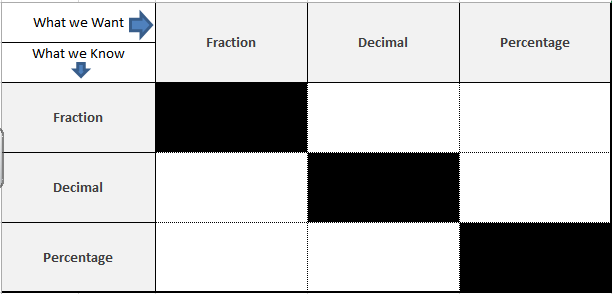 What we Want
Fraction Decimal Percentage
What we Know
Fraction
Decimal
Percentage